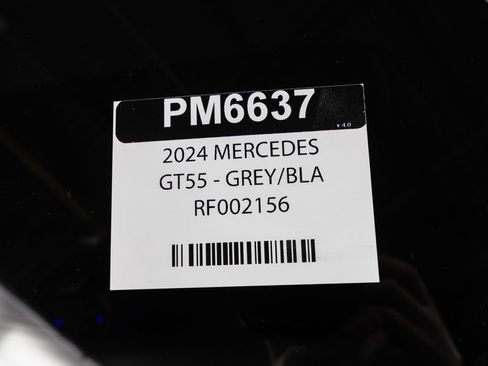 PM6637
v 4.0
2024 MERCEDES
GT55 - GREY/BLA
RF002156